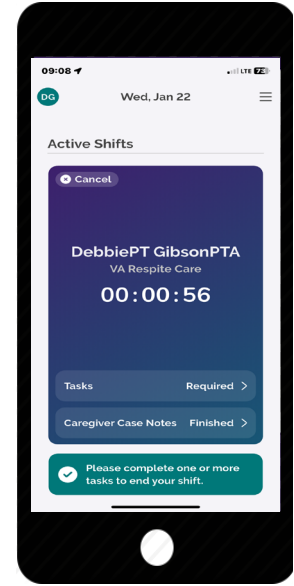 09:08
LTE 73
DG
Wed, Jan 22
Active Shifts
Cancel
DebbiePT GibsonPTA
VA Respite Care
00:00:56
Tasks Required
Caregiver Case Notes Finished
Please complete one or more
tasks to end your shift.